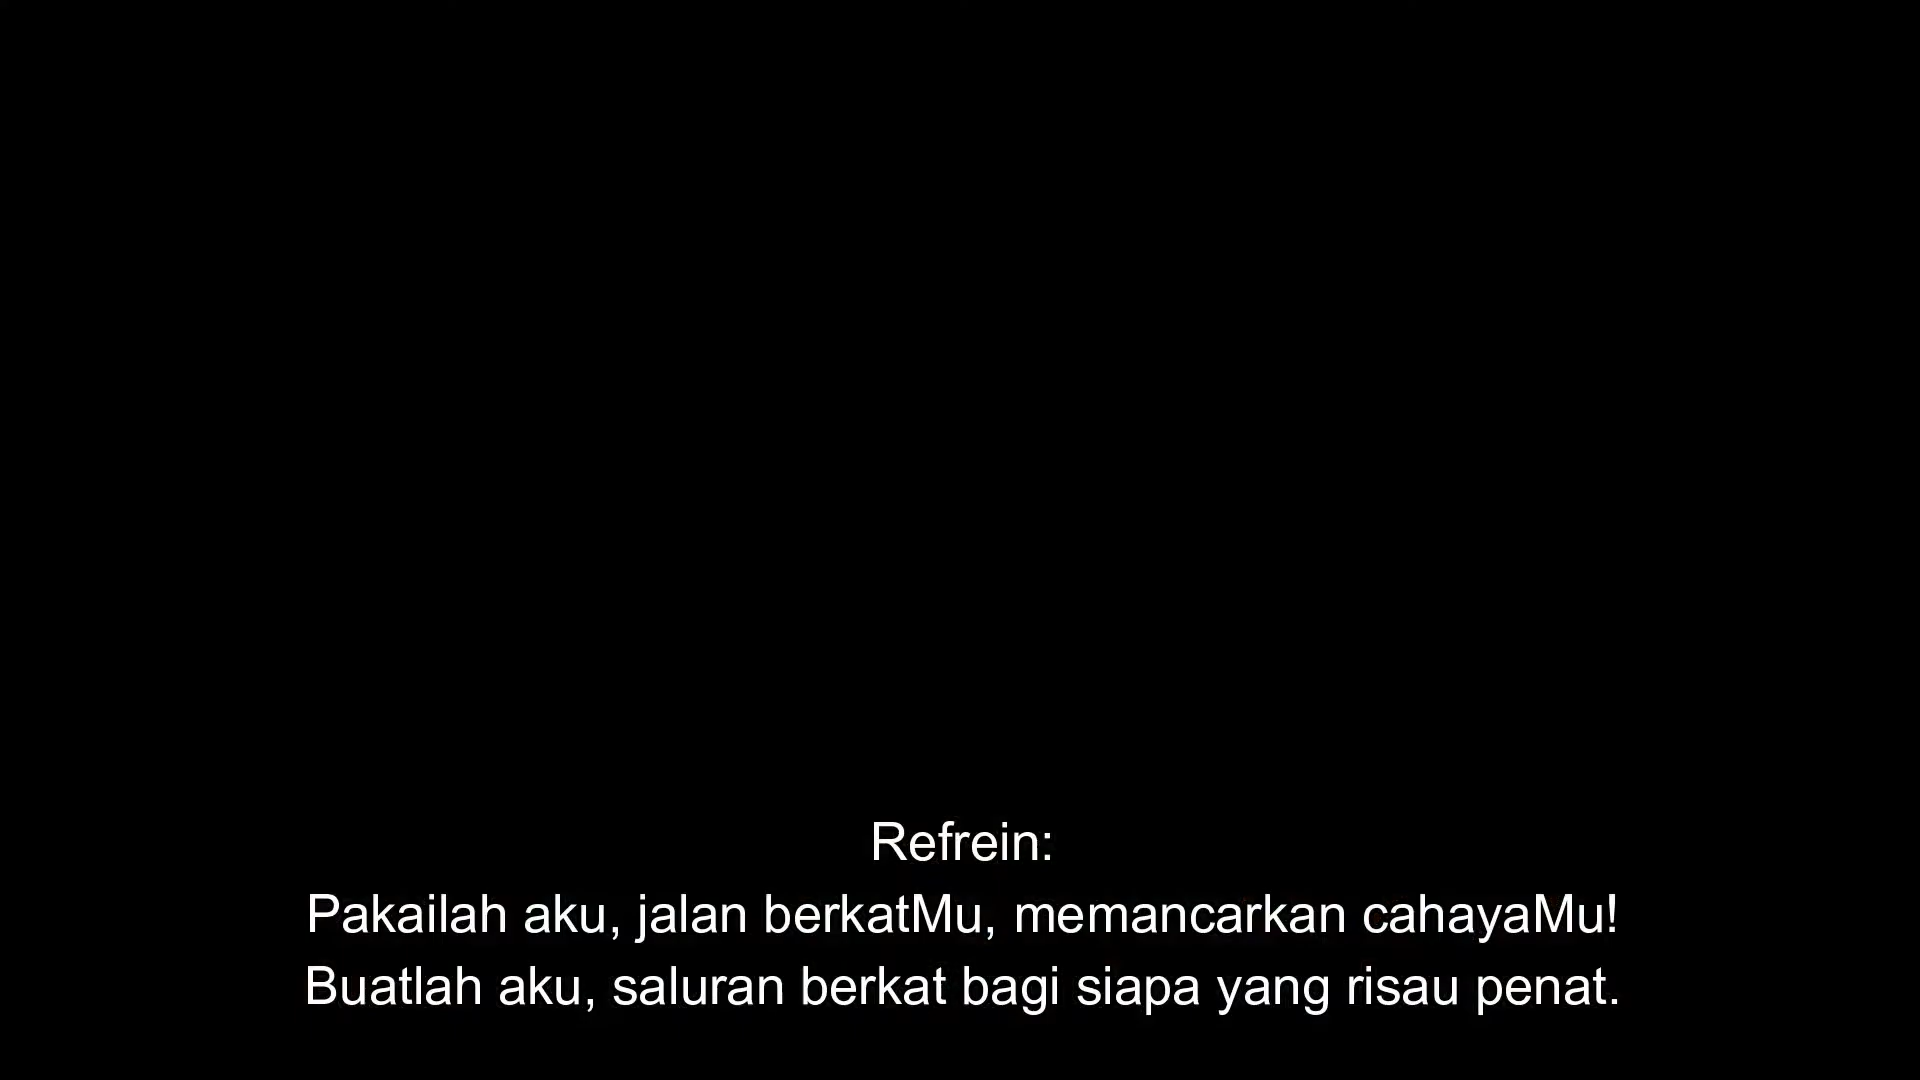 Refrein:
Pakailah aku, jalan berkatMu, memancarkan cahayaMu!
Buatlah aku, saluran berkat bagi siapa yang risau penat.